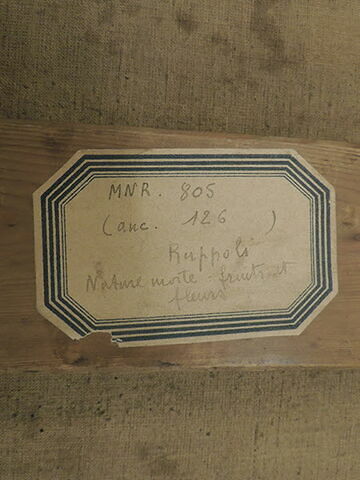 MNR. 805
(anc. 126 )
Ruppoli
Nature morte - fruits et
fleurs